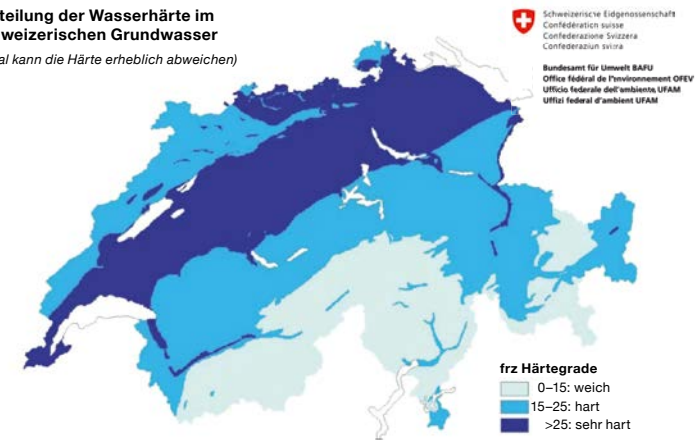 teilung der Wasserhärte im
weizerischen Grundwasser
al kann die Härte erheblich abweichen)
Schweizerische Eidgenossenschaft
Confédération suisse
Confederazione Svizzera
Confederaziun svizra
Bundesamt für Umwelt BAFU
Office fédéral de l'environnement OFEV
Ufficio federale dell'ambiente UFAM
Uffizi federal d'ambient UFAM
frz Härtegrade
0–15: weich
15–25: hart
>25: sehr hart